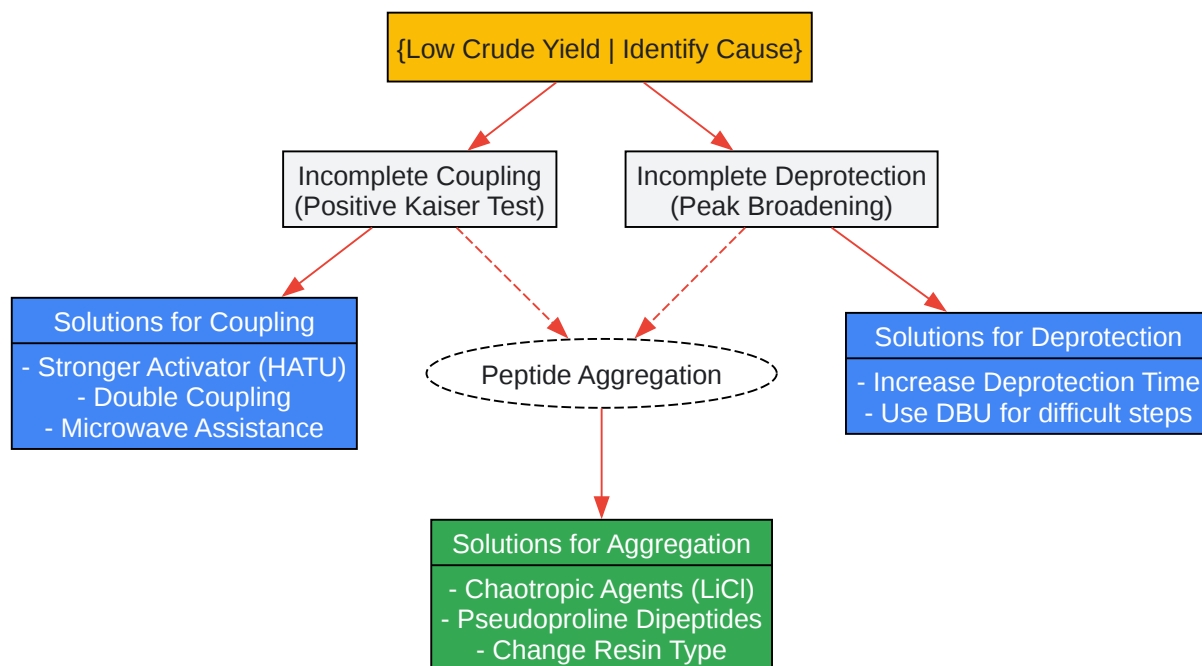 {Low Crude Yield | Identify Cause}
Incomplete Coupling
(Positive Kaiser Test)
Incomplete Deprotection
(Peak Broadening)
Solutions for Coupling
- Stronger Activator (HATU)
- Double Coupling
- Microwave Assistance
Peptide Aggregation
Solutions for Deprotection
- Increase Deprotection Time
- Use DBU for difficult steps
Solutions for Aggregation
- Chaotropic Agents (LiCl)
- Pseudoproline Dipeptides
- Change Resin Type